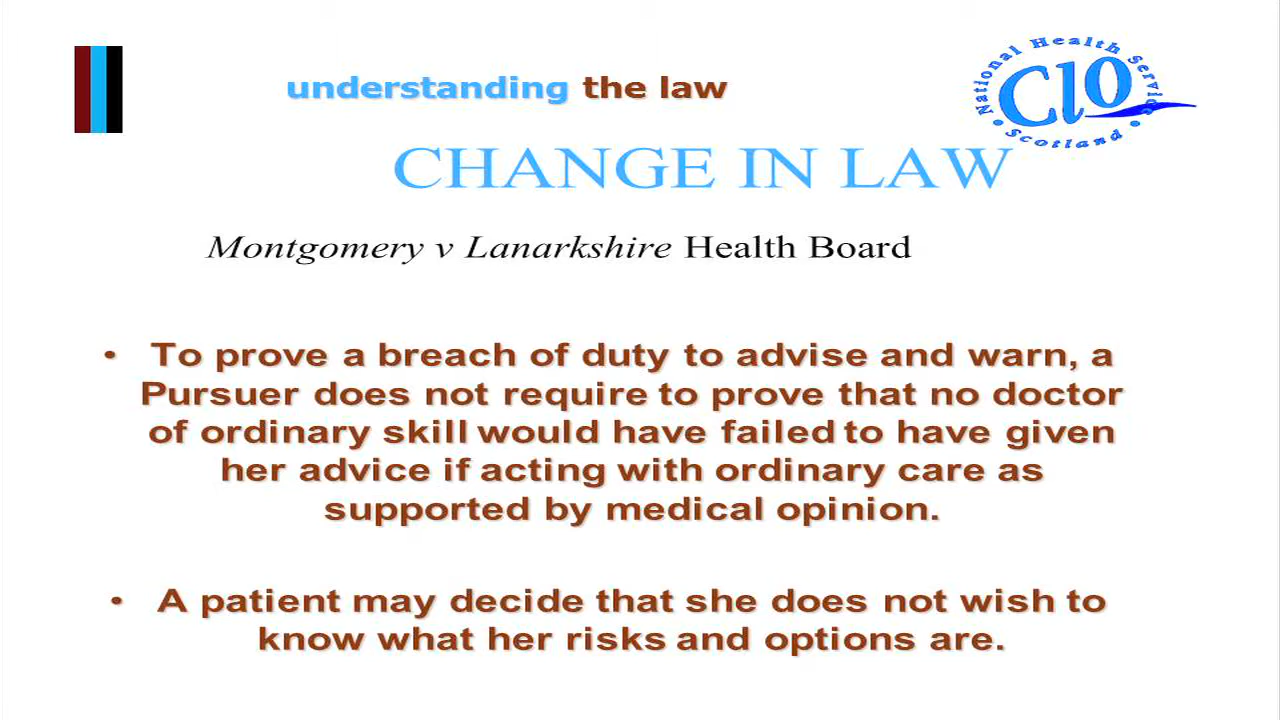 understanding the law
National Health Service
ClO
Scotland
CHANGE IN LAW
Montgomery v Lanarkshire Health Board
• To prove a breach of duty to advise and warn, a
Pursuer does not require to prove that no doctor
of ordinary skill would have failed to have given
her advice if acting with ordinary care as
supported by medical opinion.
• A patient may decide that she does not wish to
know what her risks and options are.